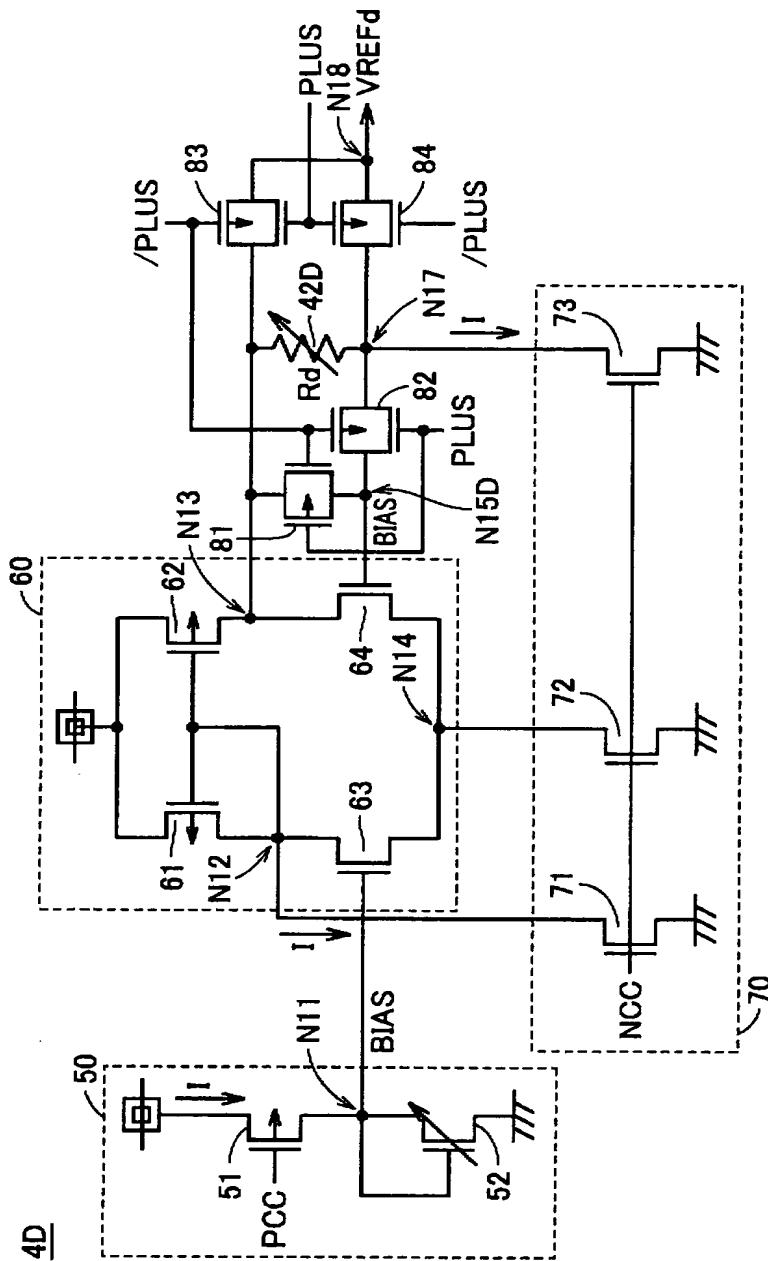 4D
50
I
51
PCC
N11
BIAS
52
60
61
62
N12
N13
63
64
N14
I
BIAS'
N15D
81
82
PLUS
Rd
42D
N17
I
/PLUS
83
PLUS
N18
VREFd
84
/PLUS
70
NCC
71
72
73